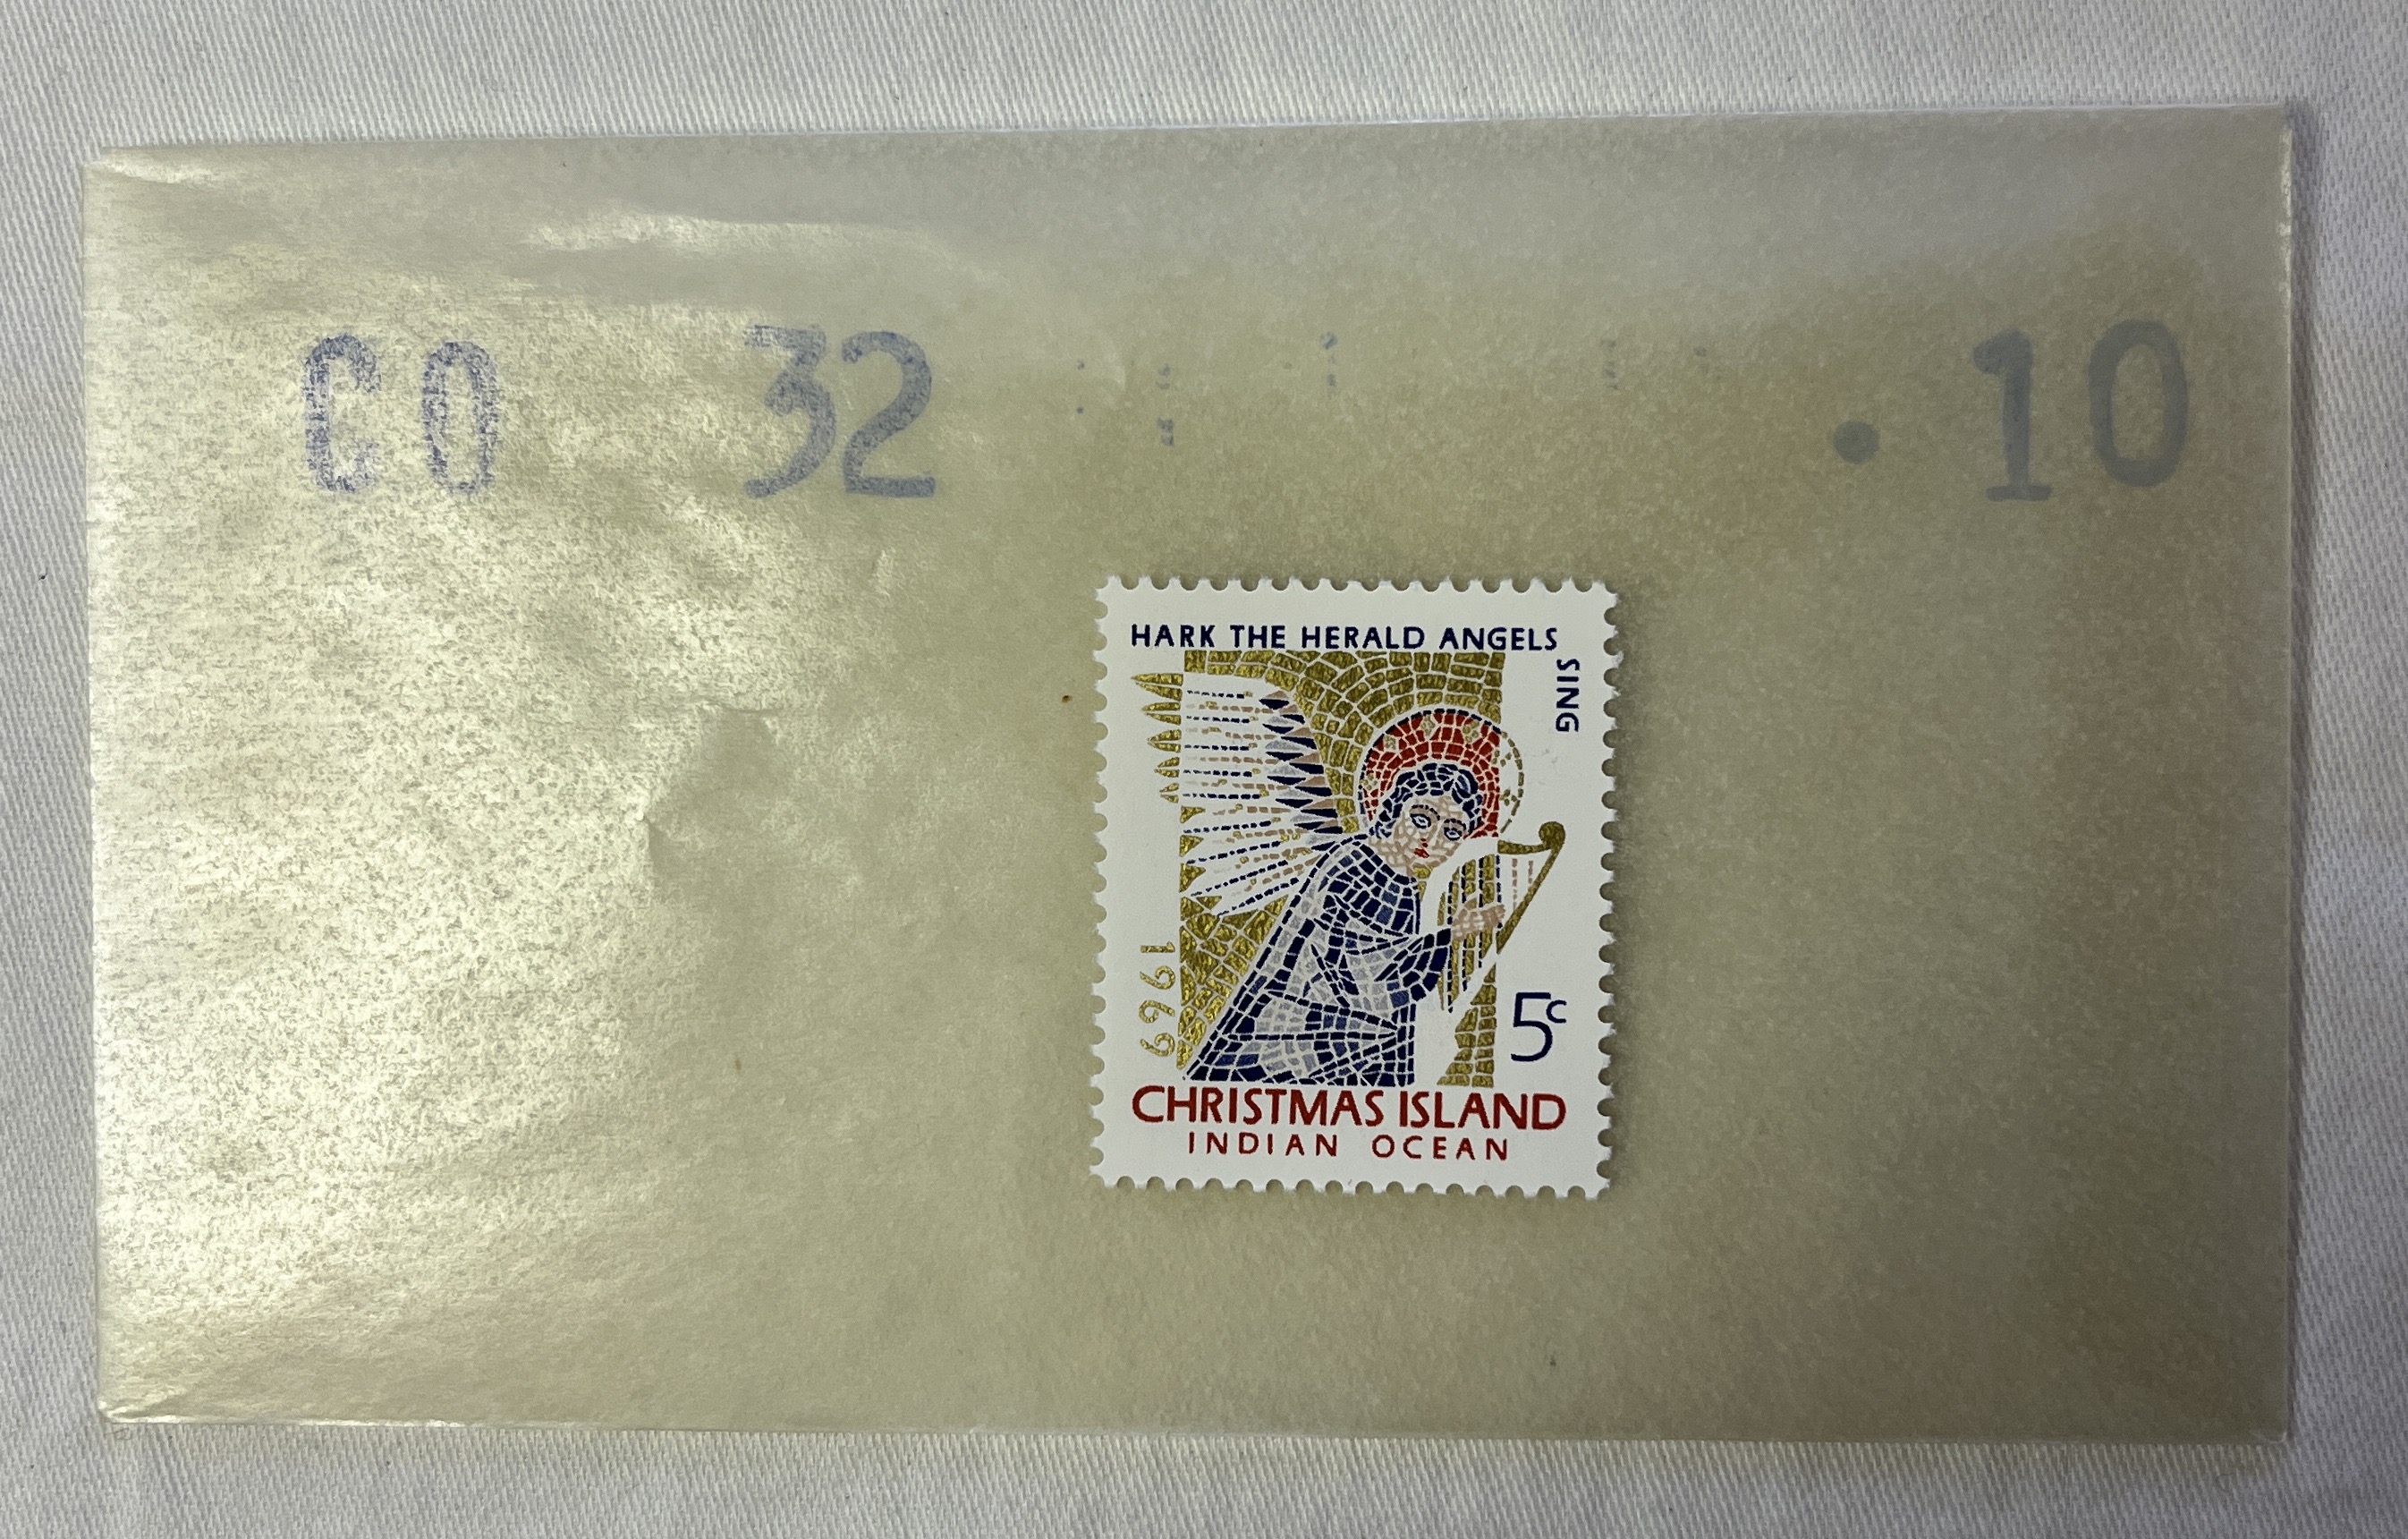 CO 32 .10
HARK THE HERALD ANGELS
SING
1969
5c
CHRISTMAS ISLAND
INDIAN OCEAN